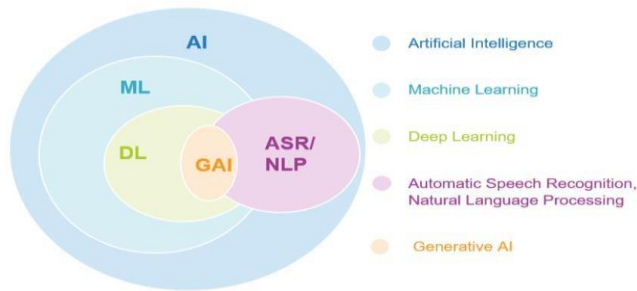 AI
ML
DL
GAI
ASR/
NLP
Artificial Intelligence
Machine Learning
Deep Learning
Automatic Speech Recognition,
Natural Language Processing
Generative AI